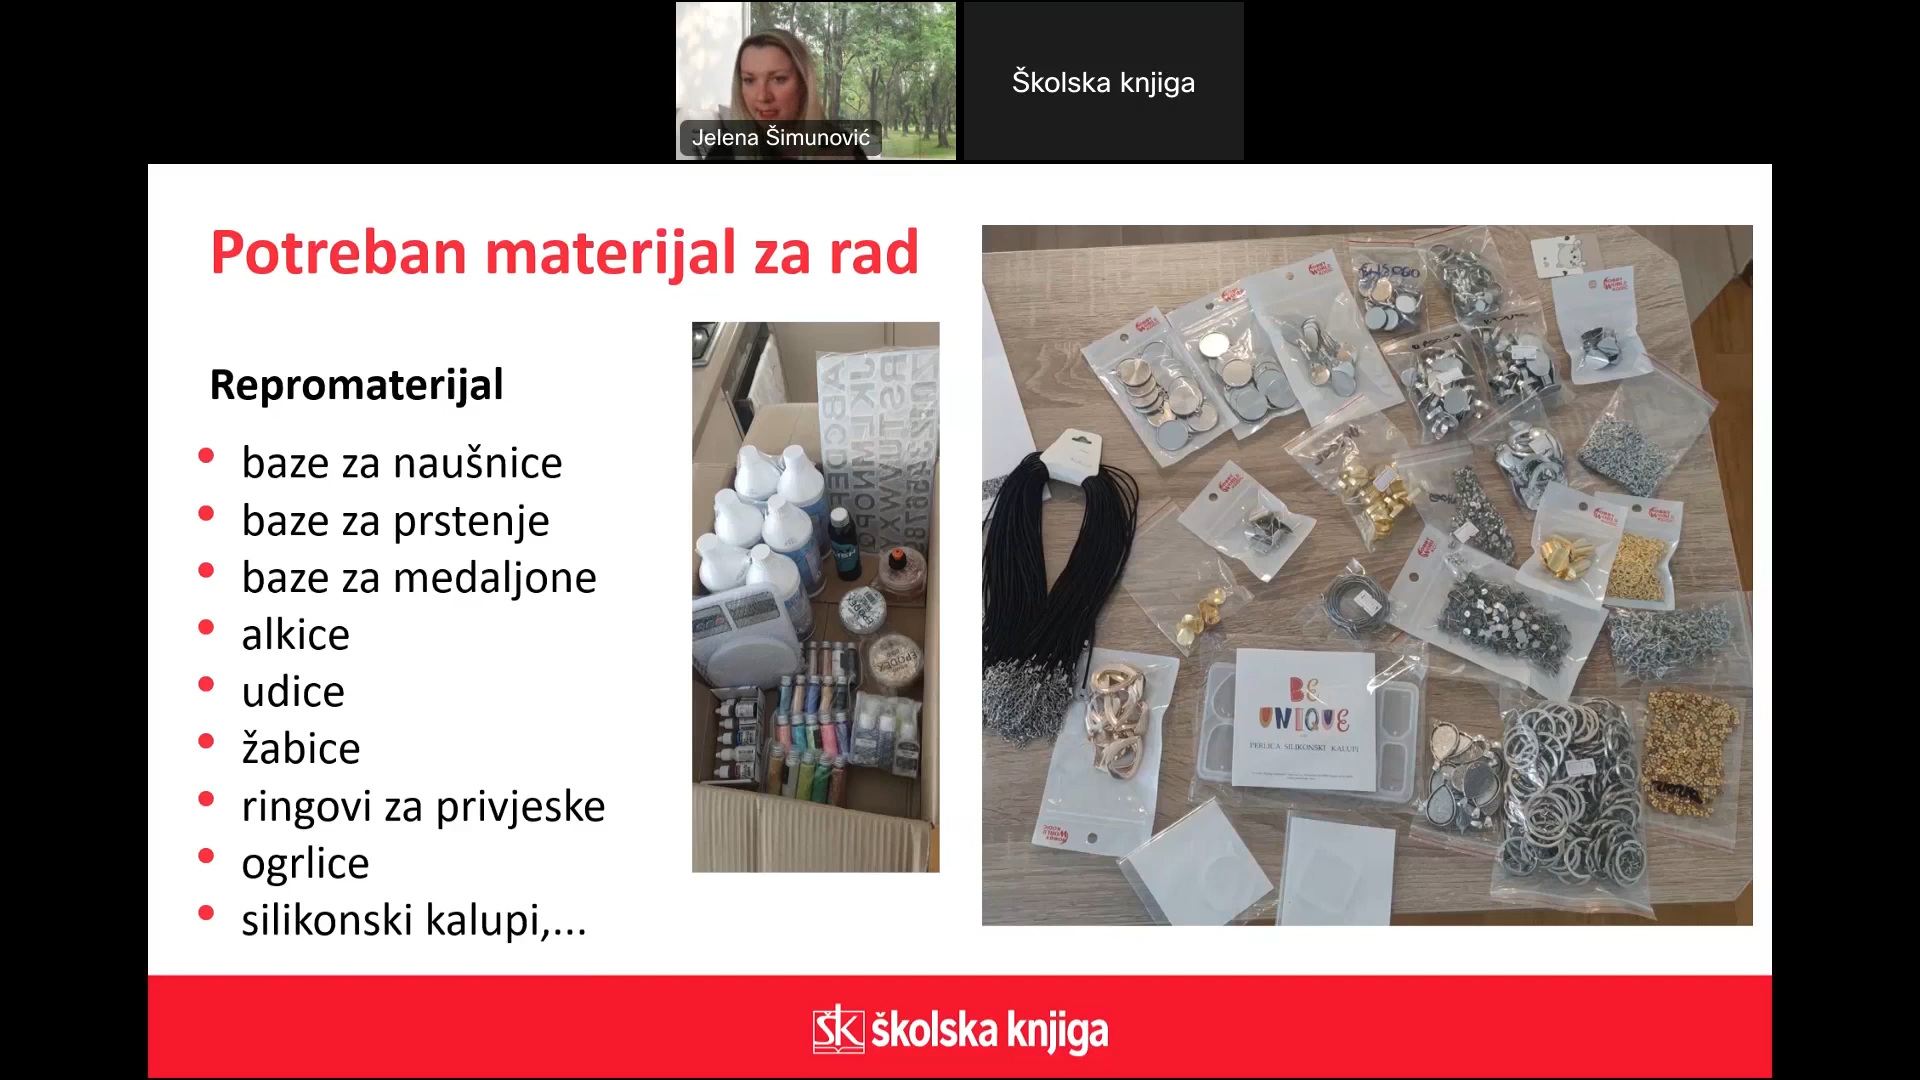 Jelena Šimunović
Školska knjiga
Potreban materijal za rad
Repromaterijal
baze za naušnice
baze za prstenje
baze za medaljone
alkice
udice
žabice
ringovi za privjeske
ogrlice
silikonski kalupi,...
BE
UNIQUE
PERLICA SILIKONSKI KALUPI
ŠK školska knjiga